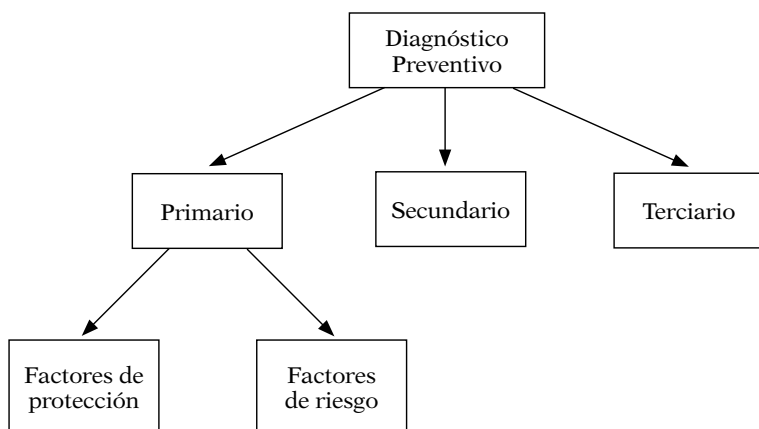 Diagnóstico
Preventivo
Primario
Secundario
Terciario
Factores de
protección
Factores
de riesgo